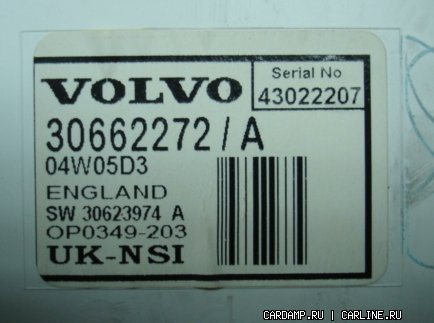 VOLVO
Serial No
43022207
30662272/A
04W05D3
ENGLAND
SW 30623974 A
OP0349-203
UK-NSI
CARDAMP.RU | CARLINE.RU